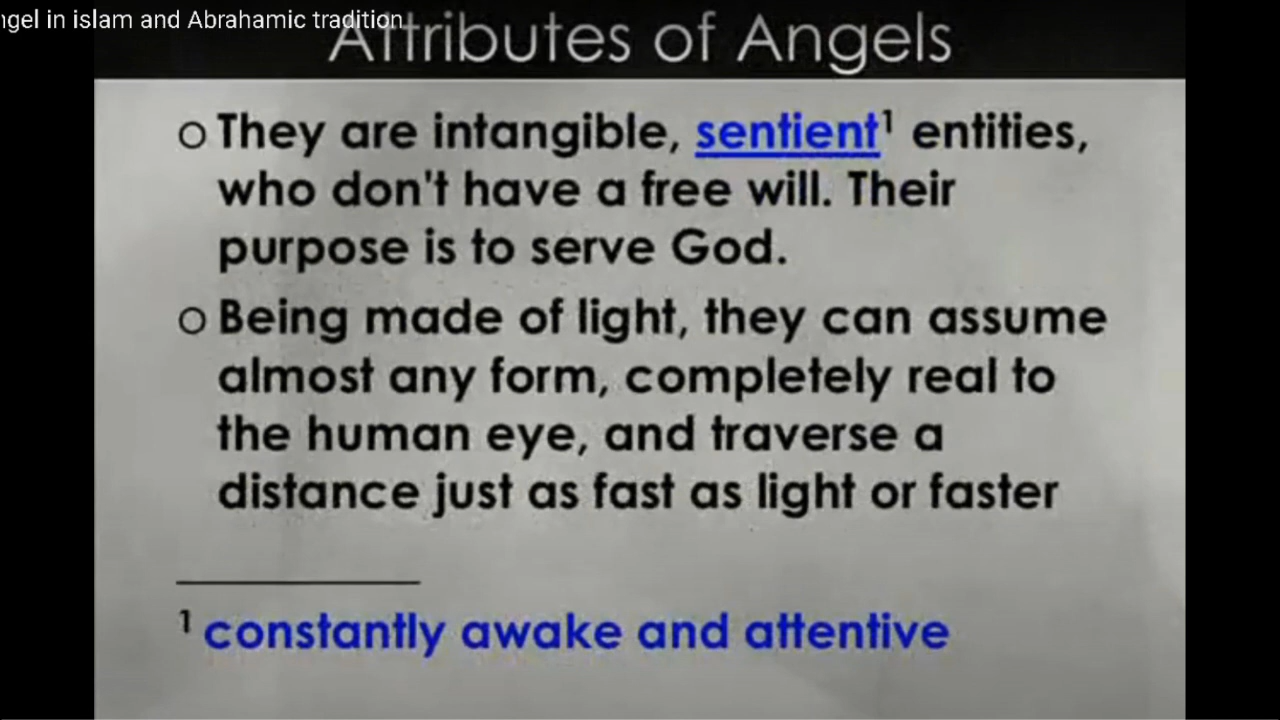 ngel in islam and Abrahamic tradition
Attributes of Angels
o They are intangible, sentient¹ entities,
who don't have a free will. Their
purpose is to serve God.
o Being made of light, they can assume
almost any form, completely real to
the human eye, and traverse a
distance just as fast as light or faster
¹ constantly awake and attentive